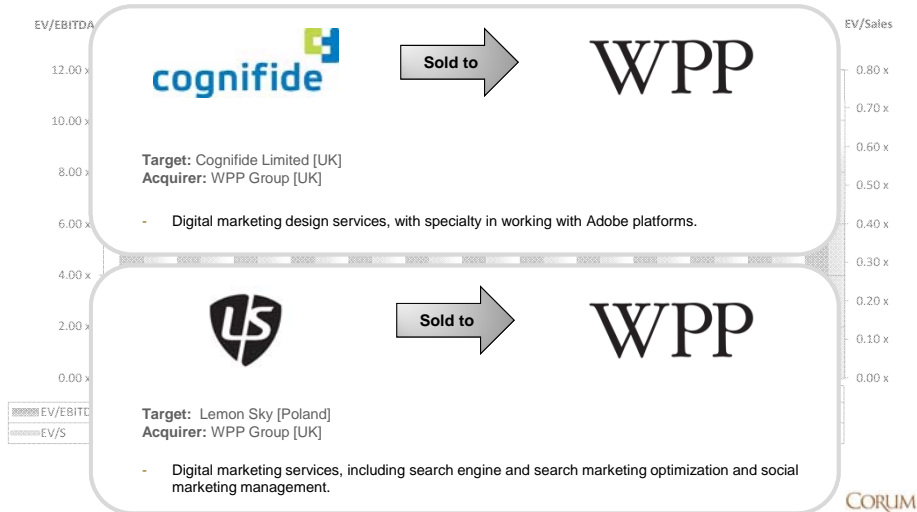 EV/EBITDA
EV/Sales
cognifide
Sold to
WPP
12.00 x
0.80 x
0.70 x
10.00 x
0.60 x
Target: Cognifide Limited [UK]
Acquirer: WPP Group [UK]
8.00 x
0.50 x
- Digital marketing design services, with specialty in working with Adobe platforms.
6.00 x
0.40 x
0.30 x
4.00 x
LS
Sold to
WPP
0.20 x
2.00 x
0.10 x
0.00 x
0.00 x
EV/EBITD
EV/S
Target: Lemon Sky [Poland]
Acquirer: WPP Group [UK]
- Digital marketing services, including search engine and search marketing optimization and social
marketing management.
CORUM